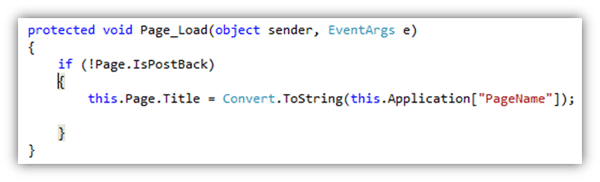 protected void Page_Load(object sender, EventArgs e)
{
if (!Page.IsPostBack)
{
this.Page.Title = Convert.ToString(this.Application["PageName"]);
}
}